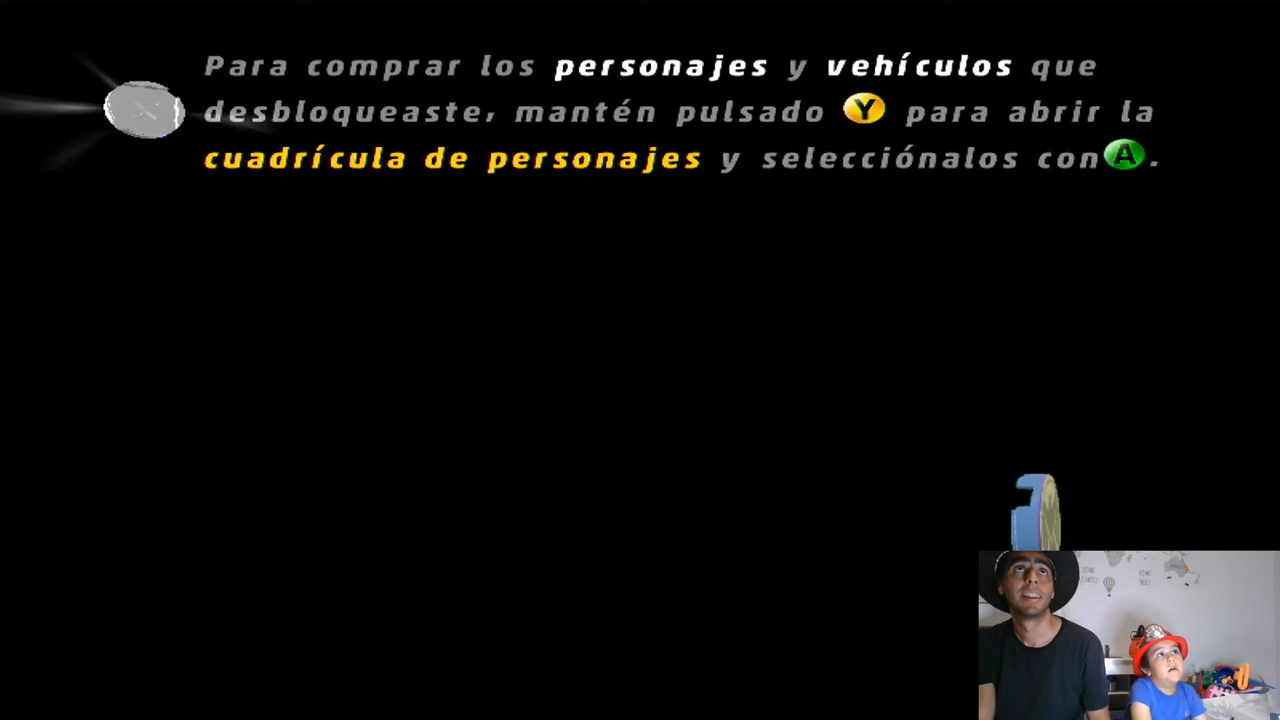 Para comprar los personajes y vehículos que
desbloqueaste, mantén pulsado Y para abrir la
cuadrícula de personajes y selecciónalos con A.